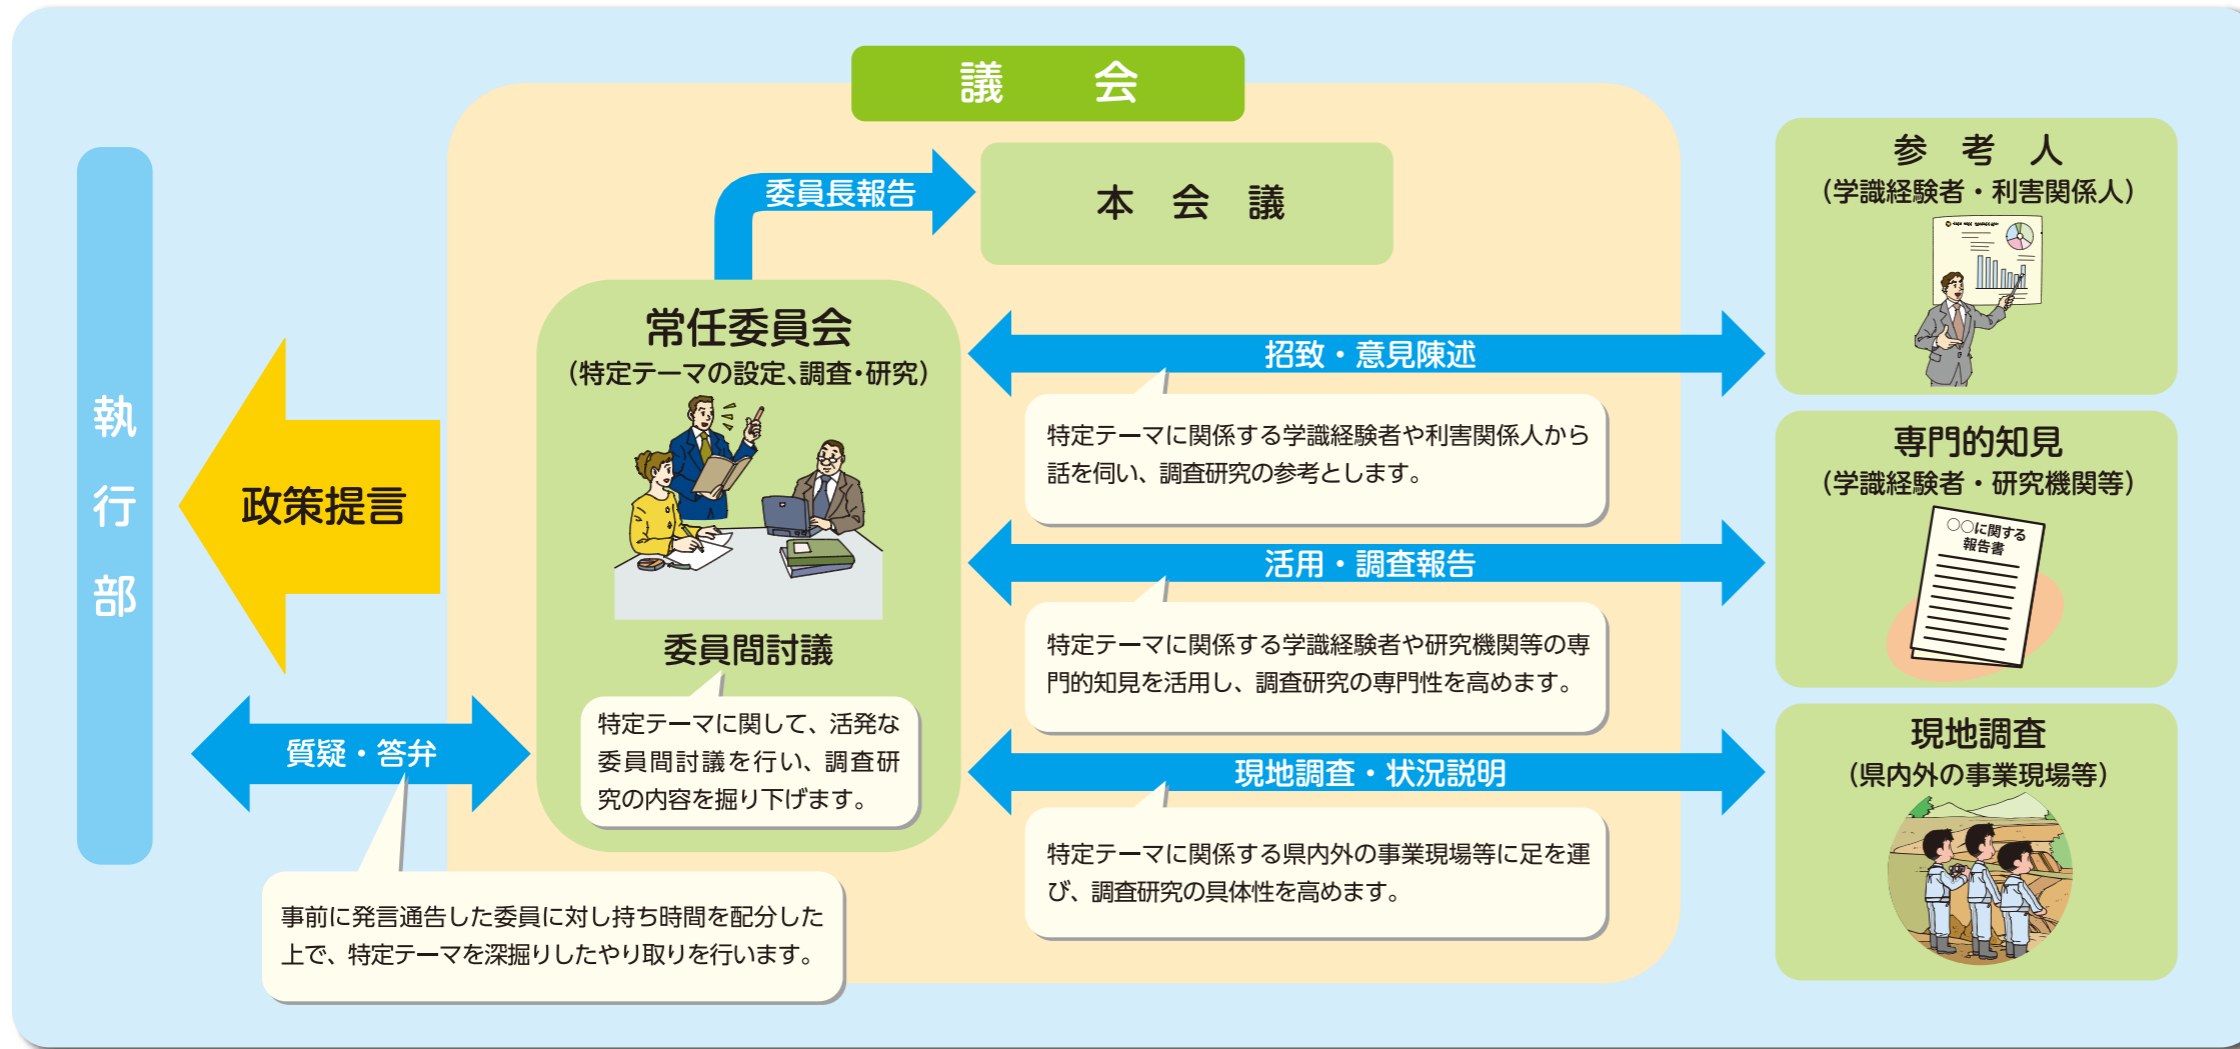 議　会
本　会　議
委員長報告
常任委員会
（特定テーマの設定、調査・研究）
委員間討議
特定テーマに関して、活発な
委員間討議を行い、調査研
究の内容を掘り下げます。
執行部
政策提言
質疑・答弁
事前に発言通告した委員に対し持ち時間を配分した
上で、特定テーマを深掘りしたやり取りを行います。
招致・意見陳述
特定テーマに関係する学識経験者や利害関係人から
話を伺い、調査研究の参考とします。
活用・調査報告
特定テーマに関係する学識経験者や研究機関等の専
門的知見を活用し、調査研究の専門性を高めます。
現地調査・状況説明
特定テーマに関係する県内外の事業現場等に足を運
び、調査研究の具体性を高めます。
参　考　人
（学識経験者・利害関係人）
専門的知見
（学識経験者・研究機関等）
○○に関する
報告書
現地調査
（県内外の事業現場等）